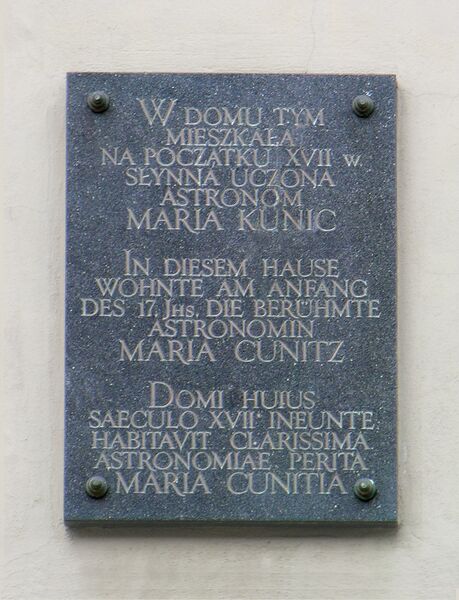 W DOMU TYM
MIESZKAŁA
NA POCZĄTKU XVII W.
SŁYNNA UCZONA
ASTRONOM
MARIA KUNIC
IN DIESEM HAUSE
WOHNTE AM ANFANG
DES 17. JHS. DIE BERÜHMTE
ASTRONOMIN
MARIA CUNITZ
DOMI HUIUS
SAECULO XVII INEUNTE
HABITAVIT CLARISSIMA
ASTRONOMIAE PERITA
MARIA CUNITIA